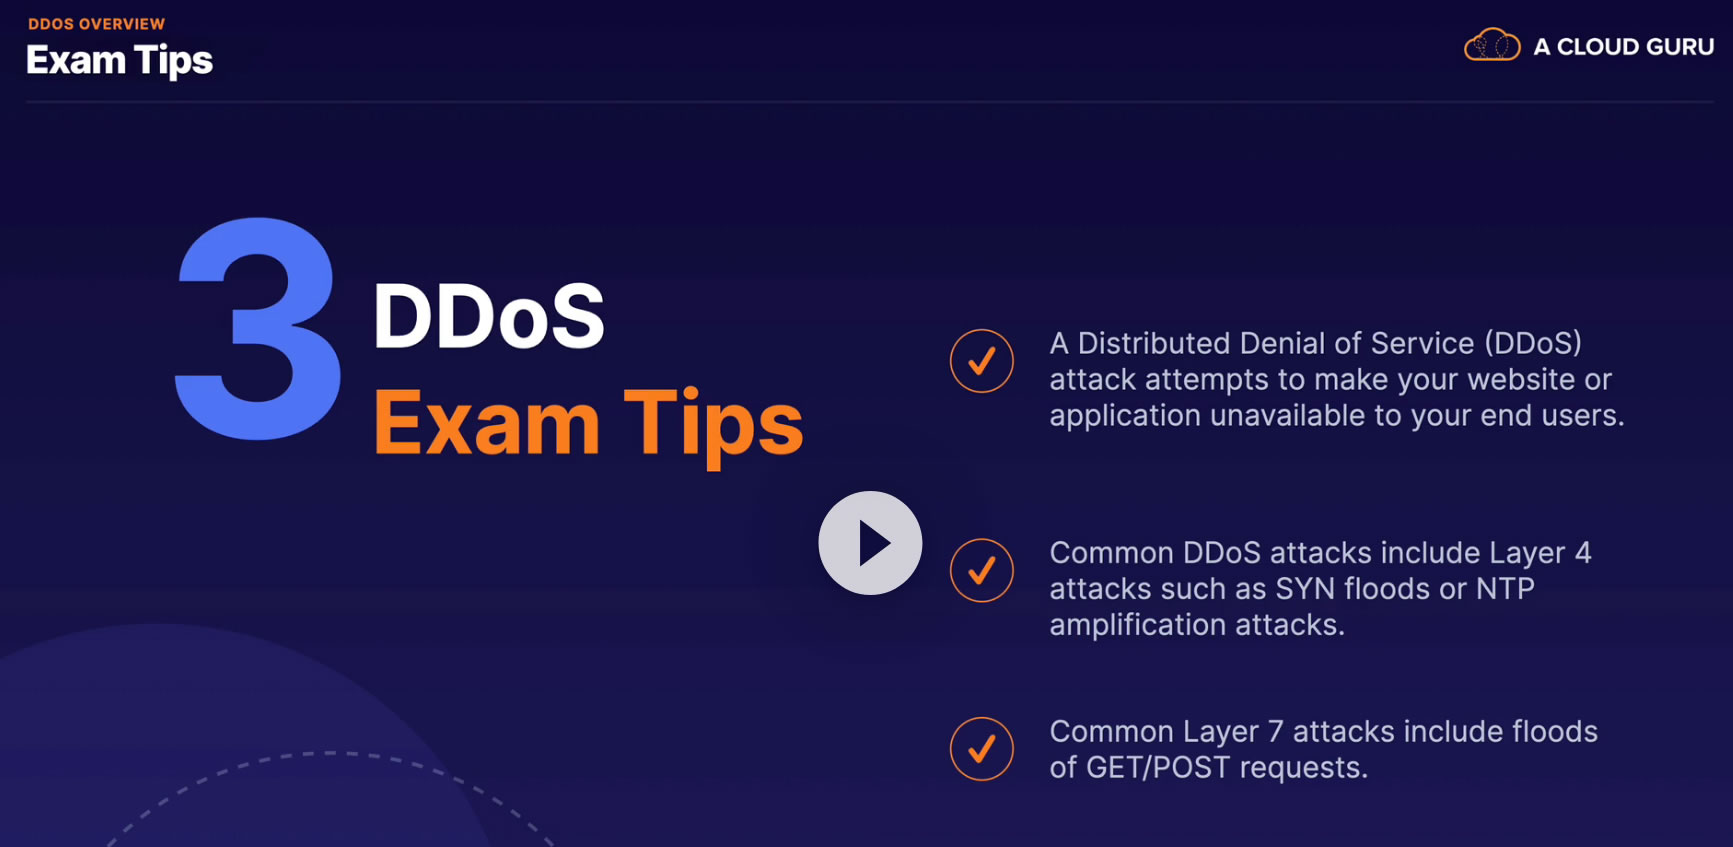 DDOS OVERVIEW
Exam Tips
A CLOUD GURU
3
DDoS
Exam Tips
A Distributed Denial of Service (DDoS)
attack attempts to make your website or
application unavailable to your end users.
Common DDoS attacks include Layer 4
attacks such as SYN floods or NTP
amplification attacks.
Common Layer 7 attacks include floods
of GET/POST requests.